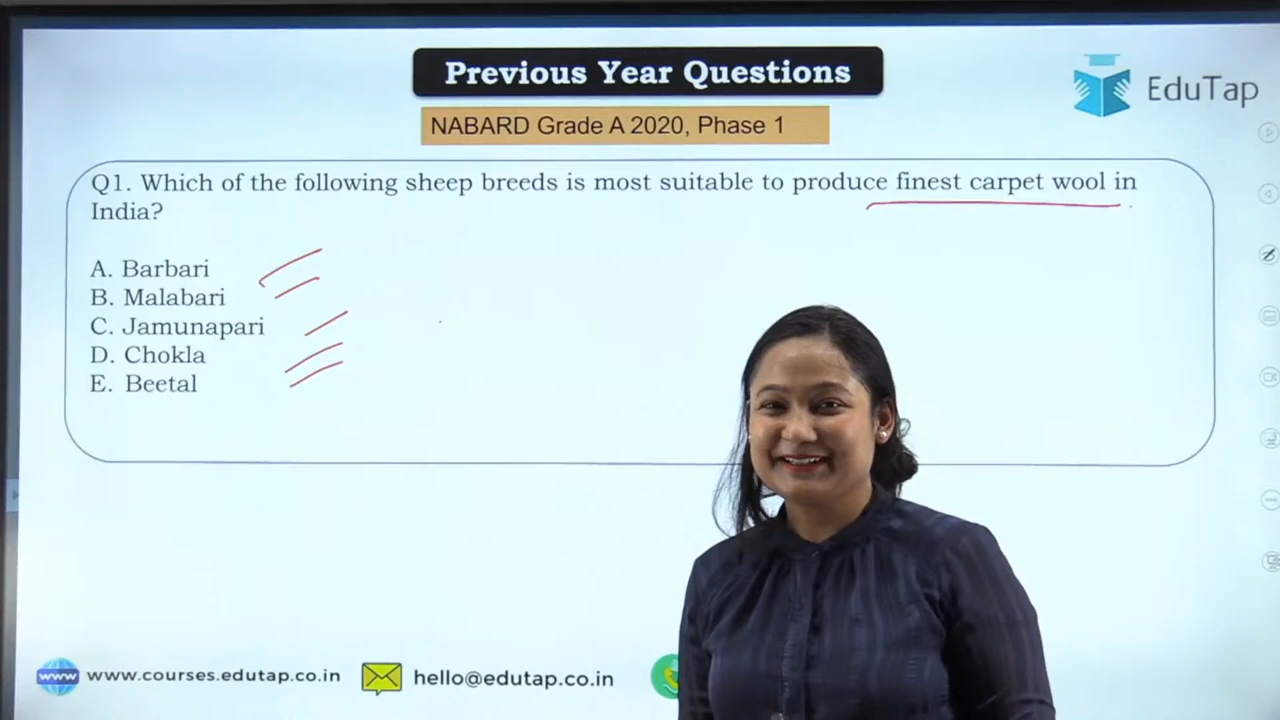 Previous Year Questions
EduTap
NABARD Grade A 2020, Phase 1
Q1. Which of the following sheep breeds is most suitable to produce finest carpet wool in
India?
A. Barbari
B. Malabari
C. Jamunapari
D. Chokla
E. Beetal
www www.courses.edutap.co.in hello@edutap.co.in